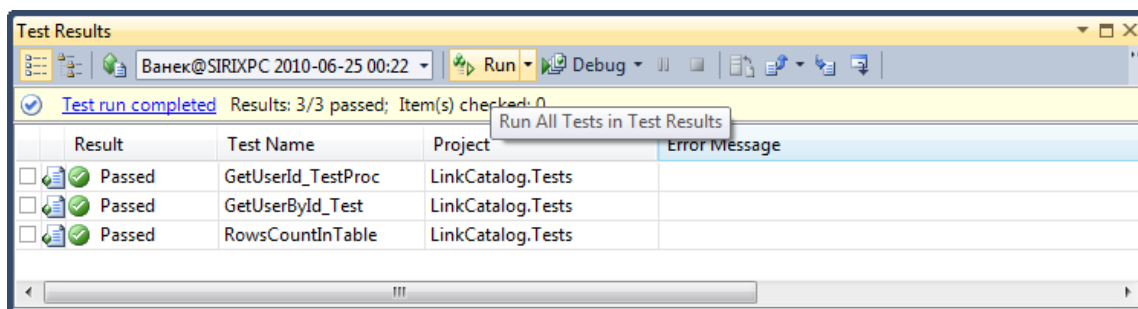 Test Results
Ванек@SIRIXPC 2010-06-25 00:22 Run Debug
Test run completed Results: 3/3 passed; Item(s) checked: 0
Run All Tests in Test Results
Result Test Name Project Error Message
Passed GetUserId_TestProc LinkCatalog.Tests
Passed GetUserById_Test LinkCatalog.Tests
Passed RowsCountInTable LinkCatalog.Tests